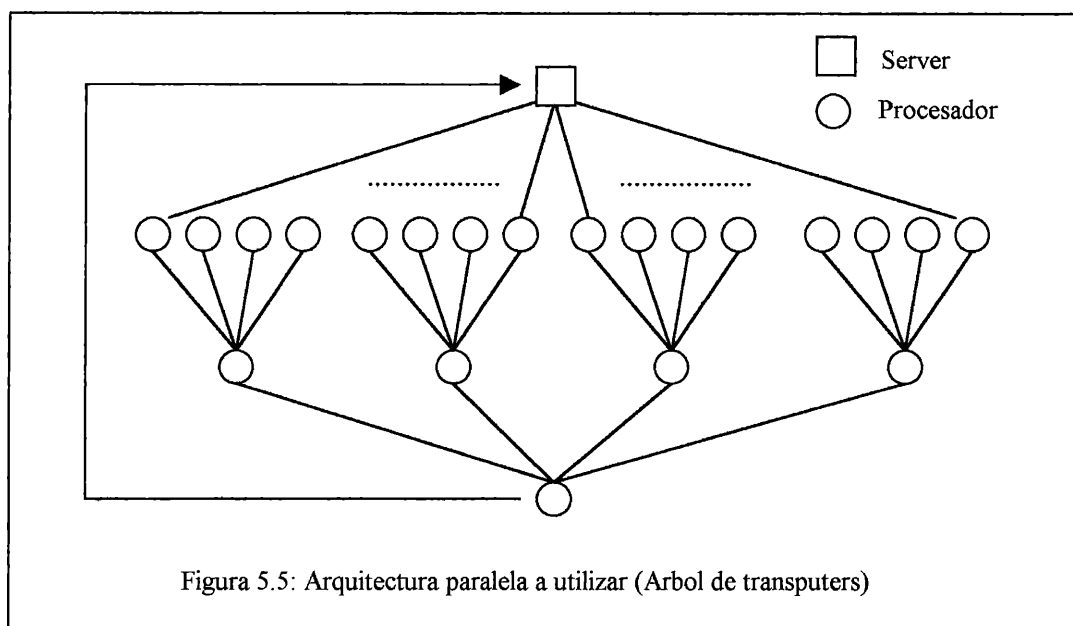 Server
Procesador
Figura 5.5: Arquitectura paralela a utilizar (Arbol de transputers)